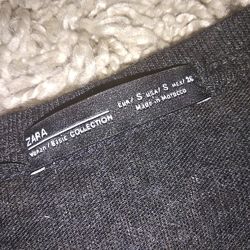 ZARA
Woman / Basic COLLECTION
EUR/ S USA/ S MEX/ 26
Made in Morocco